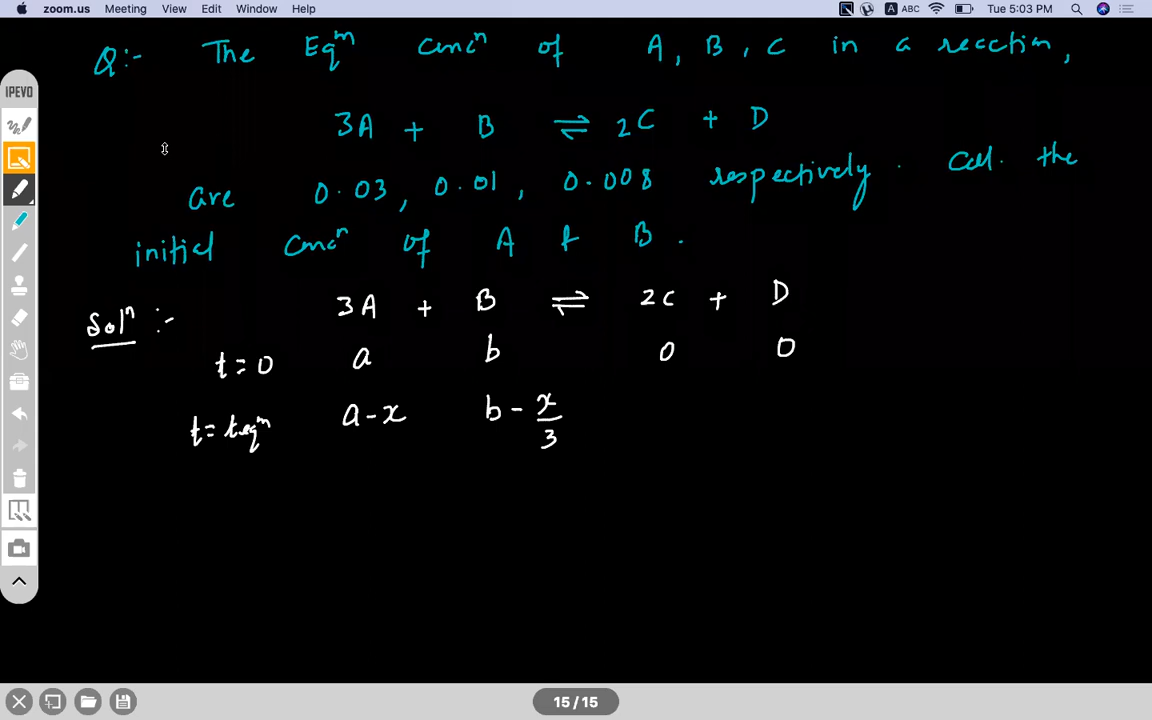 zoom.us Meeting View Edit Window Help ABC Tue 5:03 PM
IPEVO
Q:- The Eqᵐ concⁿ of A, B, C in a reaction,
3A + B ⇌ 2C + D
are 0.03, 0.01, 0.008 respectively. Cal. the
initial concⁿ of A & B.
Solⁿ :- 3A + B ⇌ 2C + D
t=0 a b 0 0
t=teqᵐ a-x b-x/3
15/15